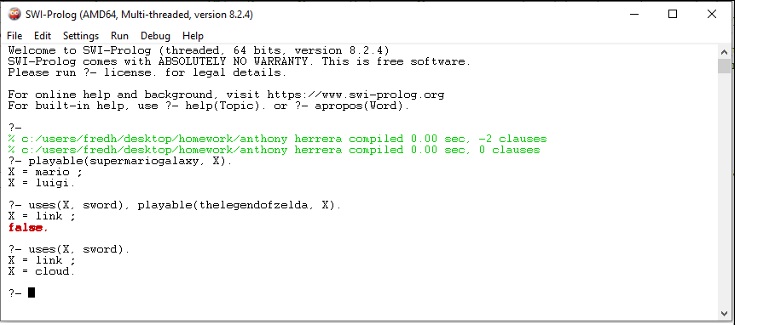 SWI-Prolog (AMD64, Multi-threaded, version 8.2.4)
File Edit Settings Run Debug Help
Welcome to SWI-Prolog (threaded, 64 bits, version 8.2.4)
SWI-Prolog comes with ABSOLUTELY NO WARRANTY. This is free software.
Please run ?- license. for legal details.
For online help and background, visit https://www.swi-prolog.org
For built-in help, use ?- help(Topic). or ?- apropos(Word).
?-
% c:/users/fredh/desktop/homework/anthony herrera compiled 0.00 sec, -2 clauses
% c:/users/fredh/desktop/homework/anthony herrera compiled 0.00 sec, 0 clauses
?- playable(supermariogalaxy, X).
X = mario ;
X = luigi.
?- uses(X, sword), playable(thelegendofzelda, X).
X = link ;
false.
?- uses(X, sword).
X = link ;
X = cloud.
?-